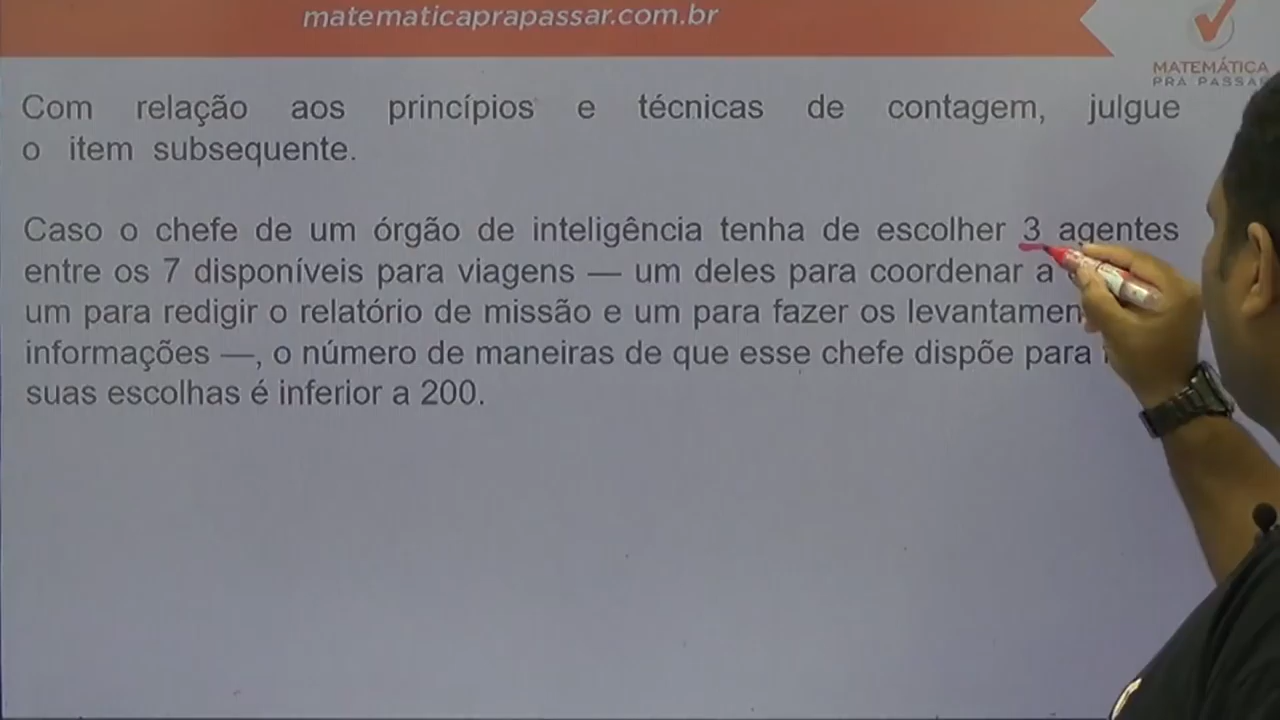 matematicaprapassar.com.br
MATEMÁTICA
PRA PASSAR
Com relação aos princípios e técnicas de contagem, julgue
o item subsequente.
Caso o chefe de um órgão de inteligência tenha de escolher 3 agentes
entre os 7 disponíveis para viagens — um deles para coordenar a
um para redigir o relatório de missão e um para fazer os
informações —, o número de maneiras de que esse chefe dispõe para
suas escolhas é inferior a 200.